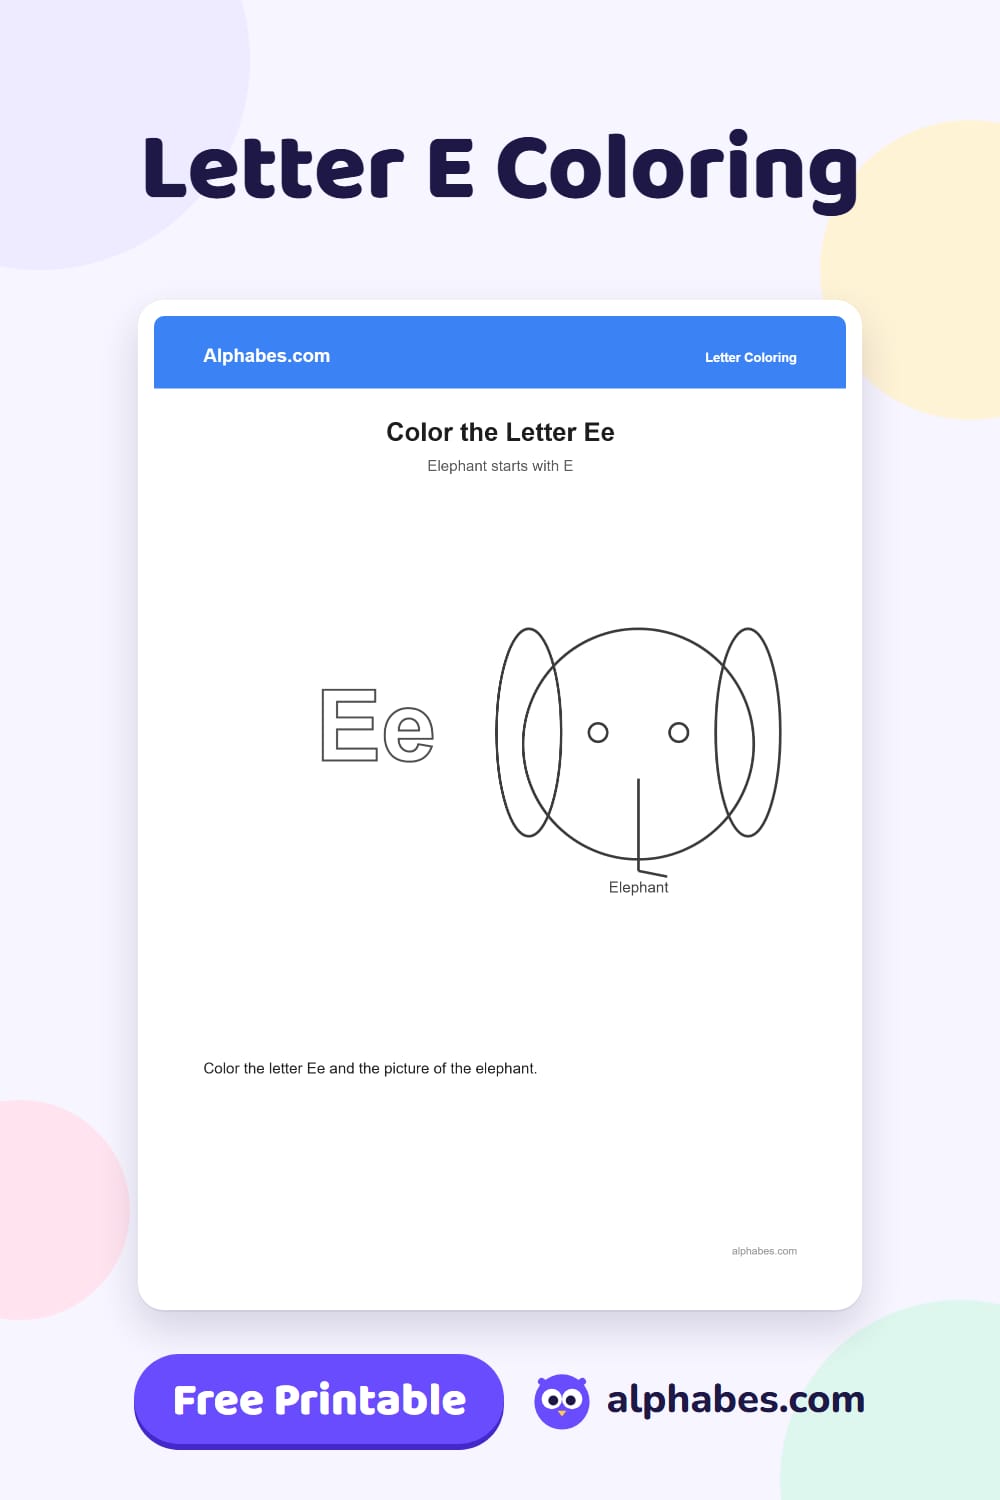 Letter E Coloring
Alphabes.com
Letter Coloring
Color the Letter Ee
Elephant starts with E
Ee
Elephant
Color the letter Ee and the picture of the elephant.
alphabes.com
Free Printable
alphabes.com